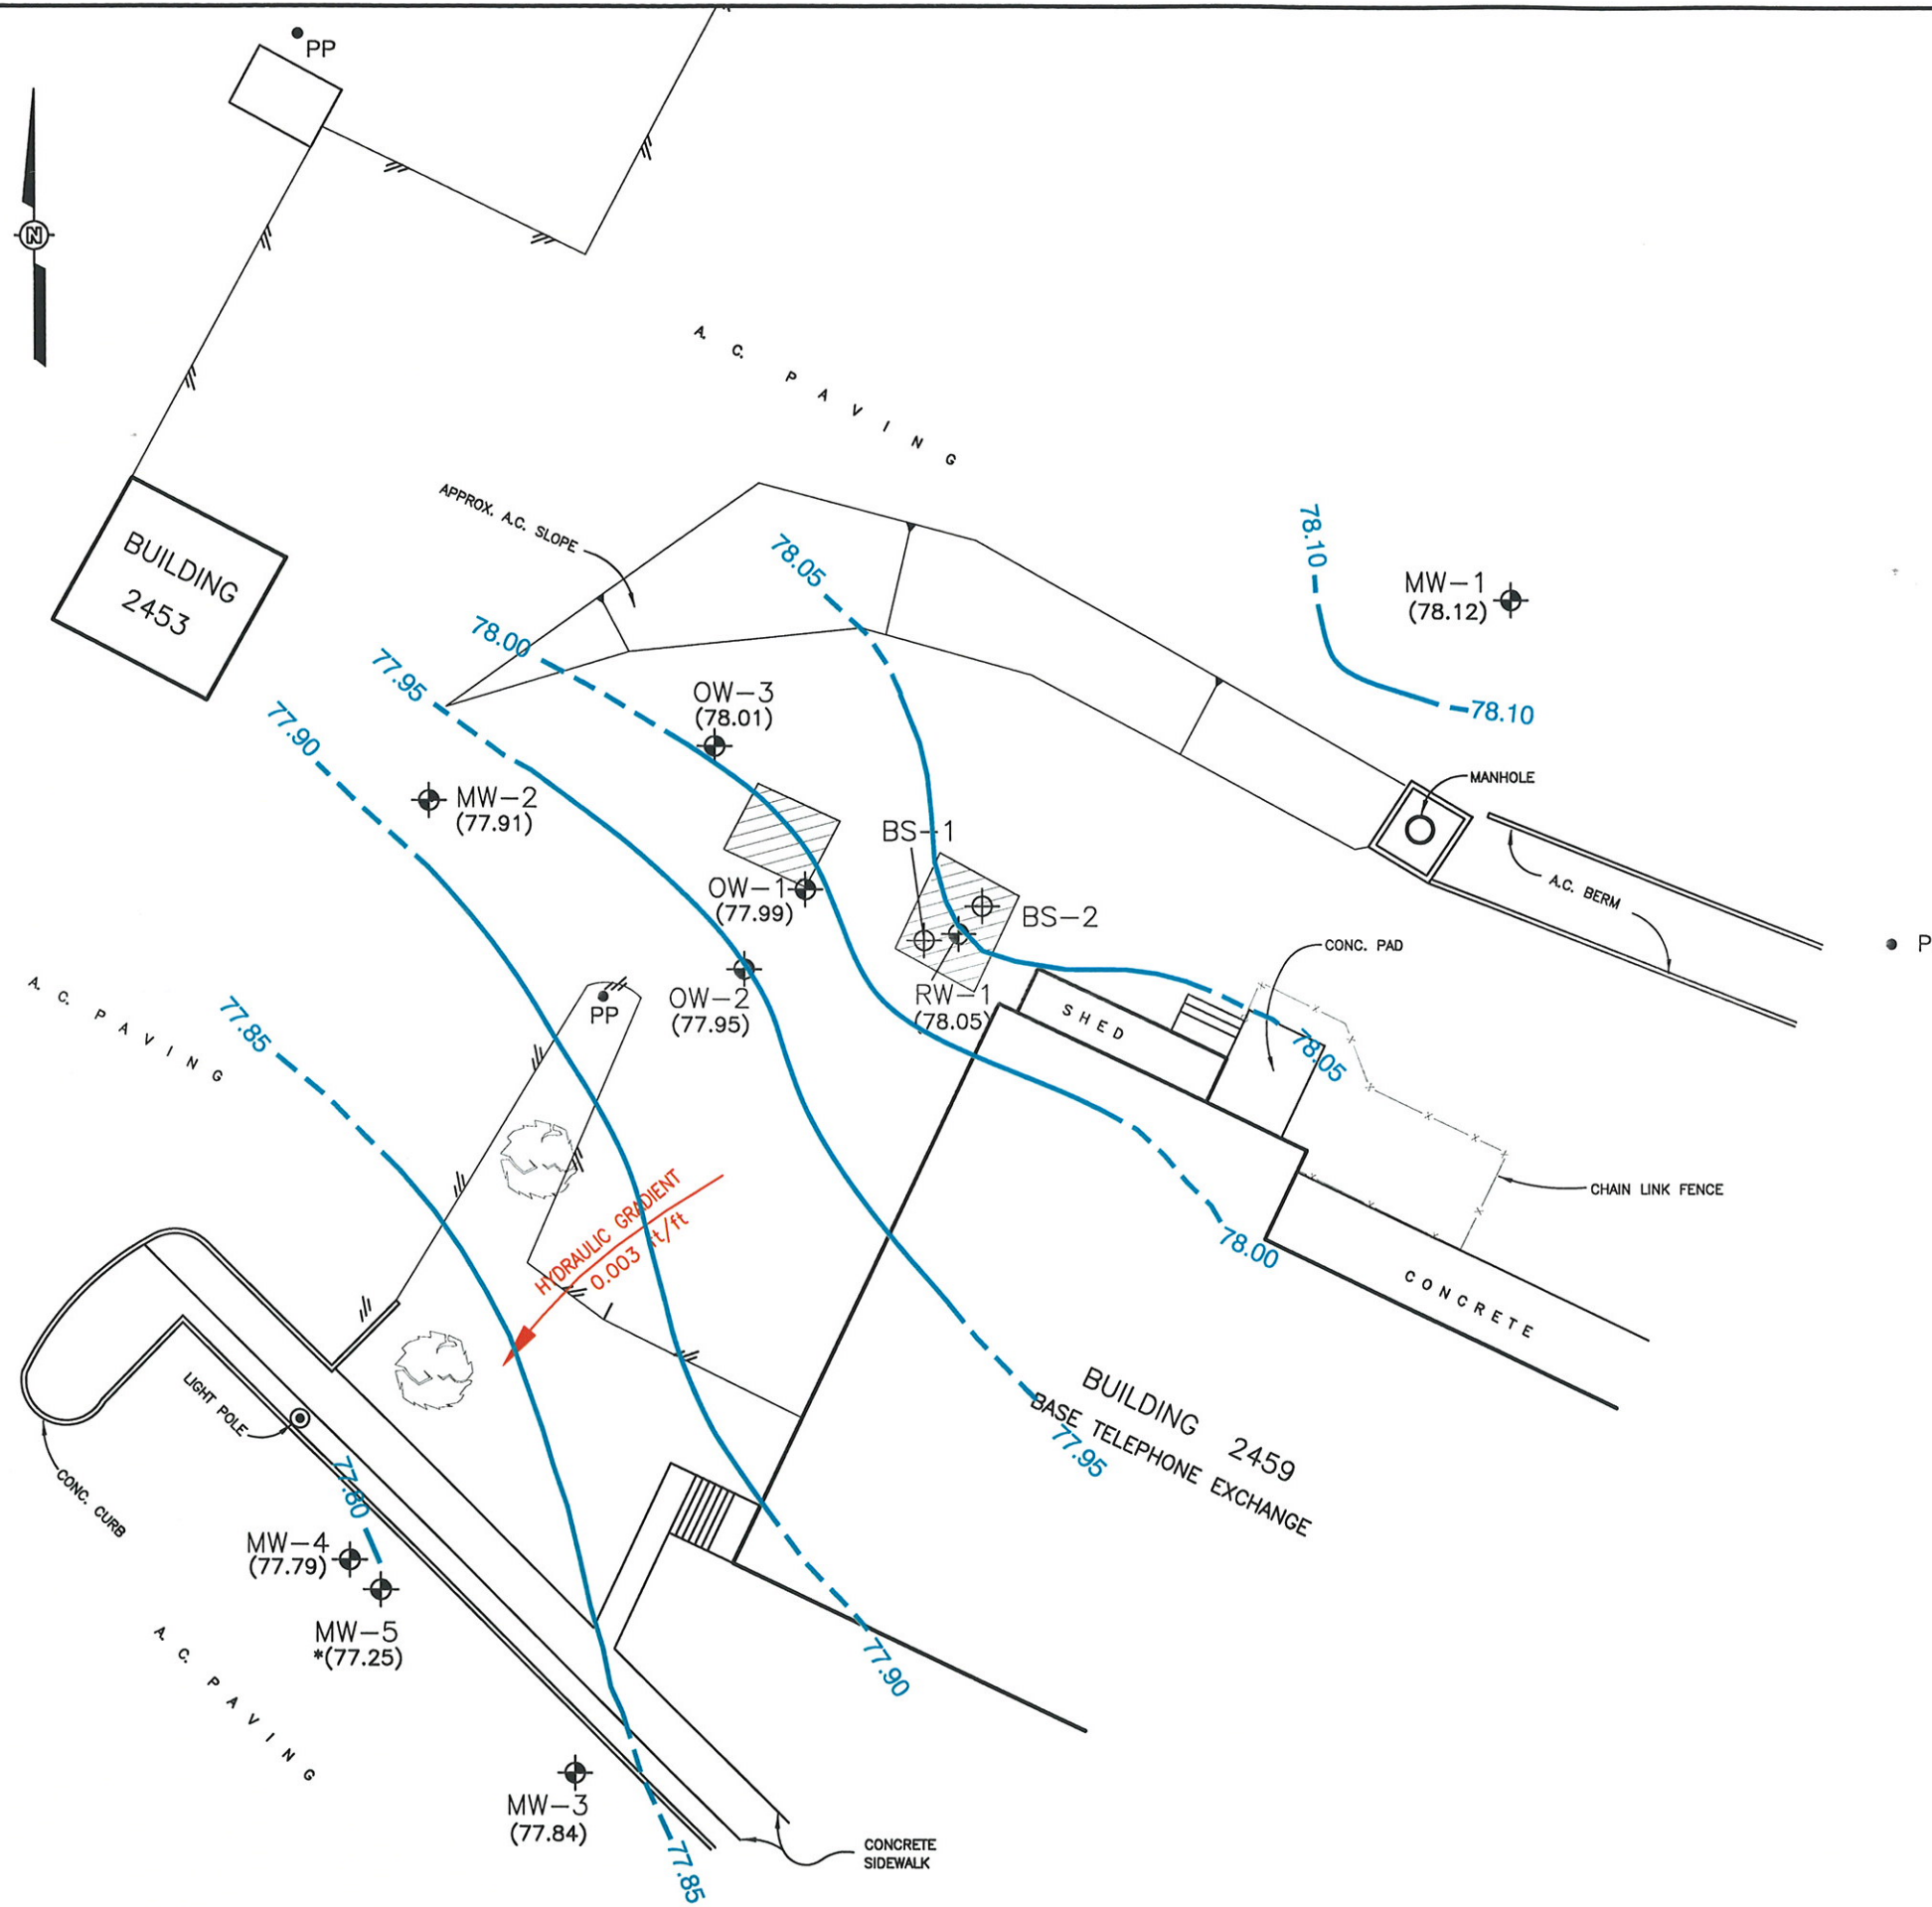 PP
N
A. C. PAVING
APPROX. A.C. SLOPE
BUILDING
2453
78.05
78.10
MW-1
(78.12)
78.00
77.95
OW-3
(78.01)
77.90
78.10
MANHOLE
MW-2
(77.91)
BS-1
OW-1
(77.99)
BS-2
A.C. BERM
CONC. PAD
P
A. C. PAVING
77.85
PP
OW-2
(77.95)
RW-1
(78.05)
SHED
78.05
HYDRAULIC GRADIENT
0.003 ft/ft
CHAIN LINK FENCE
78.00
CONCRETE
LIGHT POLE
CONC. CURB
BUILDING 2459
BASE TELEPHONE EXCHANGE
77.95
77.80
MW-4
(77.79)
MW-5
*(77.25)
77.90
A. C. PAVING
MW-3
(77.84)
77.85
CONCRETE
SIDEWALK